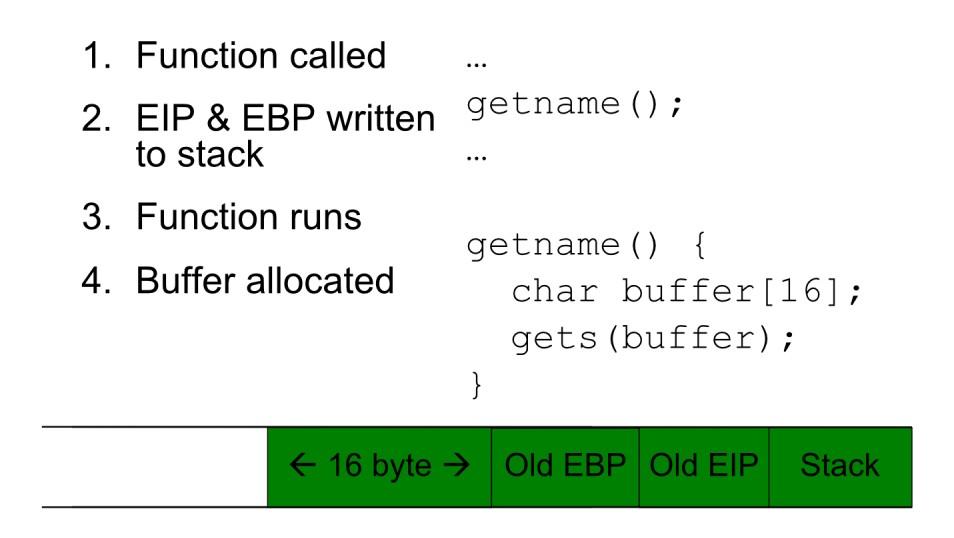 1. Function called
2. EIP & EBP written
to stack
3. Function runs
4. Buffer allocated
…
getname();
…
getname() {
char buffer[16];
gets(buffer);
}
← 16 byte → Old EBP Old EIP Stack